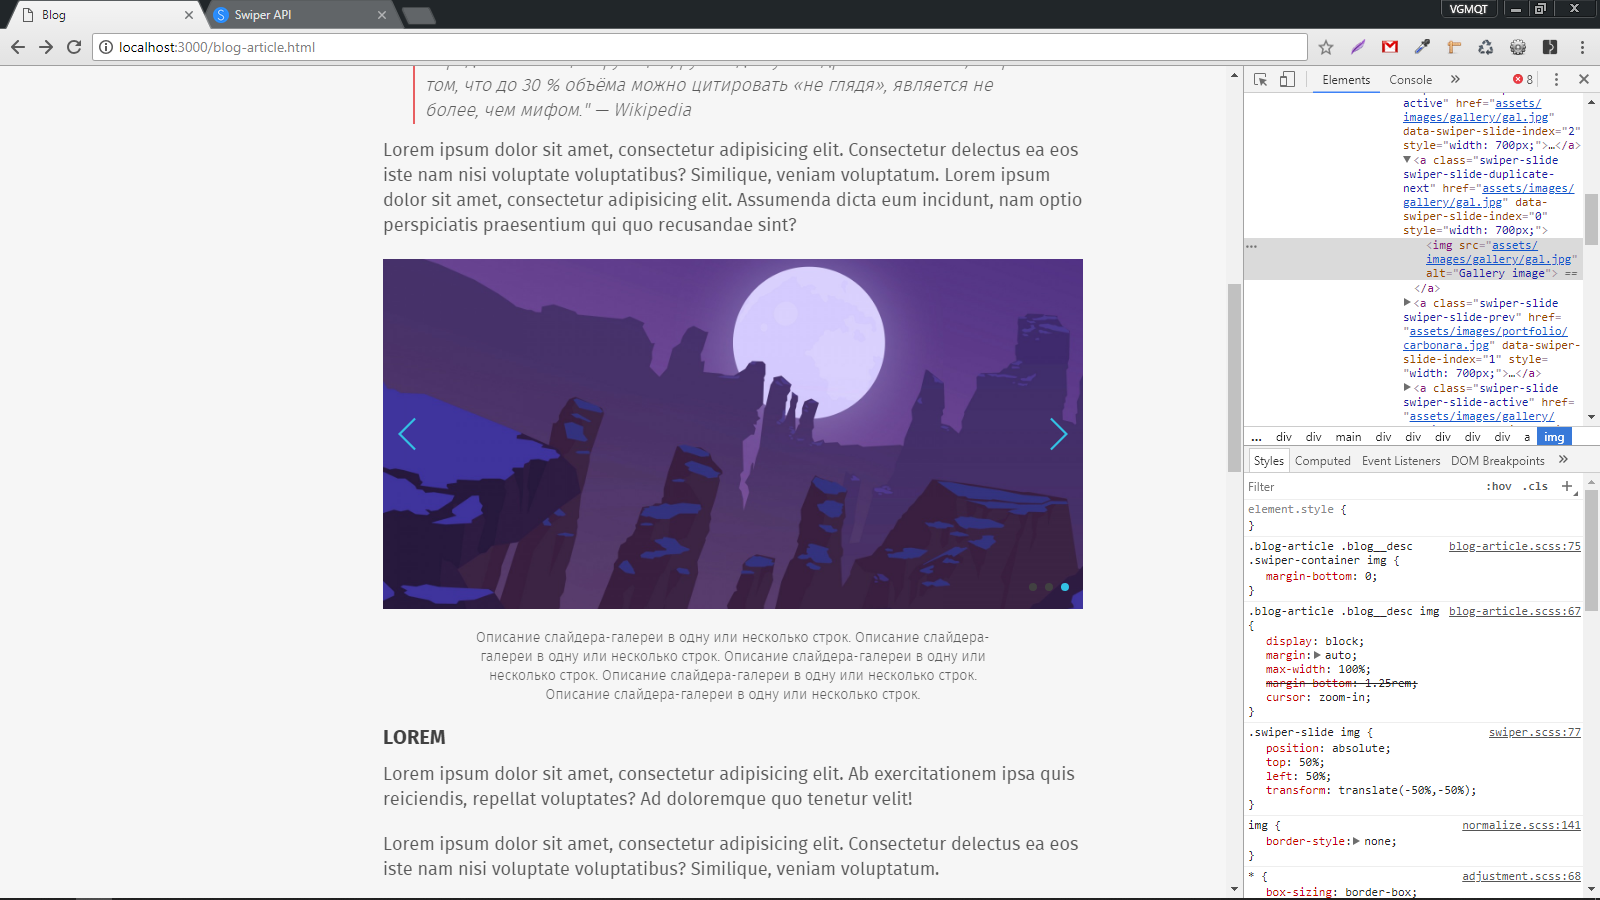 Blog
Swiper API
VGMQT
localhost:3000/blog-article.html
том, что до 30 % объёма можно цитировать «не глядя», является не
более, чем мифом." — Wikipedia
Lorem ipsum dolor sit amet, consectetur adipisicing elit. Consectetur delectus ea eos
iste nam nisi voluptate voluptatibus? Similique, veniam voluptatum. Lorem ipsum
dolor sit amet, consectetur adipisicing elit. Assumenda dicta eum incidunt, nam optio
perspiciatis praesentium qui quo recusandae sint?
Описание слайдера-галереи в одну или несколько строк. Описание слайдера-
галереи в одну или несколько строк. Описание слайдера-галереи в одну или
несколько строк. Описание слайдера-галереи в одну или несколько строк.
Описание слайдера-галереи в одну или несколько строк.
LOREM
Lorem ipsum dolor sit amet, consectetur adipisicing elit. Ab exercitationem ipsa quis
reiciendis, repellat voluptates? Ad doloremque quo tenetur velit!
Lorem ipsum dolor sit amet, consectetur adipisicing elit. Consectetur delectus ea eos
iste nam nisi voluptate voluptatibus? Similique, veniam voluptatum.
Elements Console » 8
active" href="assets/
images/gallery/gal.jpg"
data-swiper-slide-index="2"
style="width: 700px;">…</a>
▼<a class="swiper-slide
swiper-slide-duplicate-
next" href="assets/images/
gallery/gal.jpg" data-
swiper-slide-index="0"
style="width: 700px;">
<img src="assets/
images/gallery/gal.jpg"
alt="Gallery image"> ==
</a>
▶<a class="swiper-slide
swiper-slide-prev" href=
"assets/images/portfolio/
carbonara.jpg" data-swiper-
slide-index="1" style=
"width: 700px;">…</a>
▶<a class="swiper-slide
swiper-slide-active" href=
"assets/images/gallery/
... div div main div div div div div a img
Styles Computed Event Listeners DOM Breakpoints »
Filter :hov .cls +
element.style {
}
.blog-article .blog__desc blog-article.scss:75
.swiper-container img {
margin-bottom: 0;
}
.blog-article .blog__desc img blog-article.scss:67
{
display: block;
margin:▶auto;
max-width: 100%;
margin-bottom: 1.25rem;
cursor: zoom-in;
}
.swiper-slide img { swiper.scss:77
position: absolute;
top: 50%;
left: 50%;
transform: translate(-50%,-50%);
}
img { normalize.scss:141
border-style:▶none;
}
* { adjustment.scss:68
box-sizing: border-box;